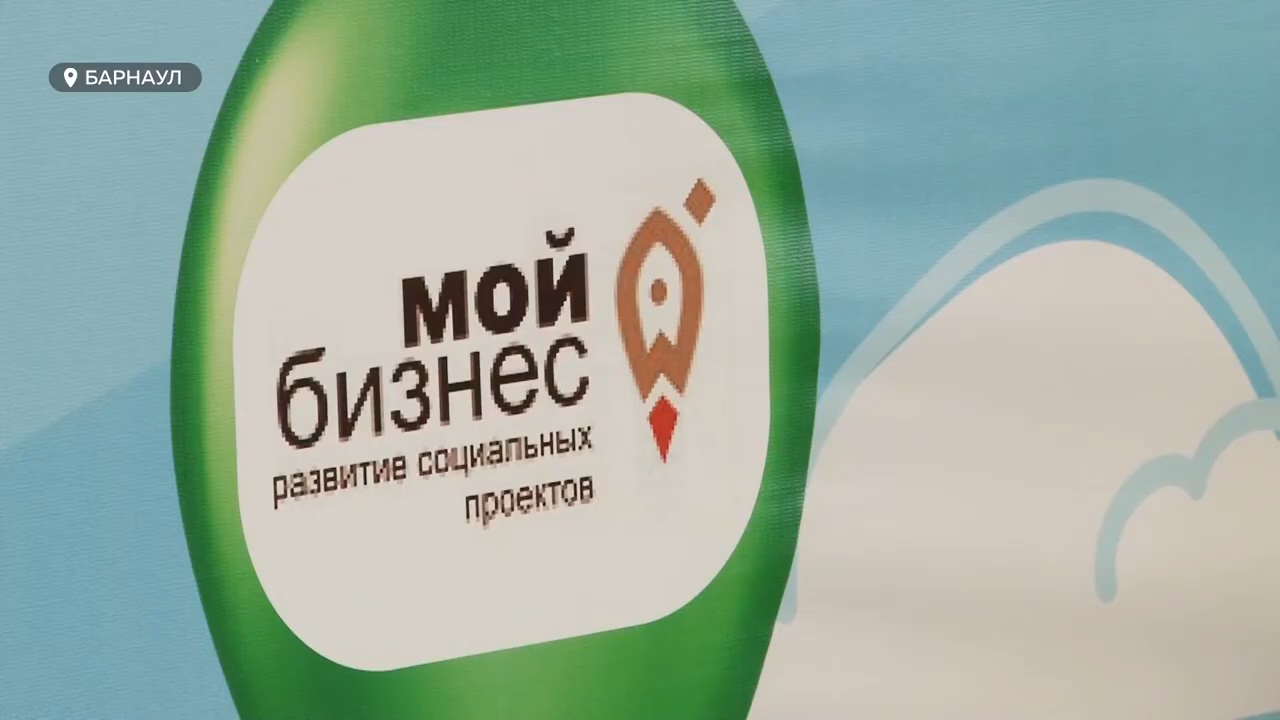 БАРНАУЛ
мой
бизнес
развитие социальных
проектов